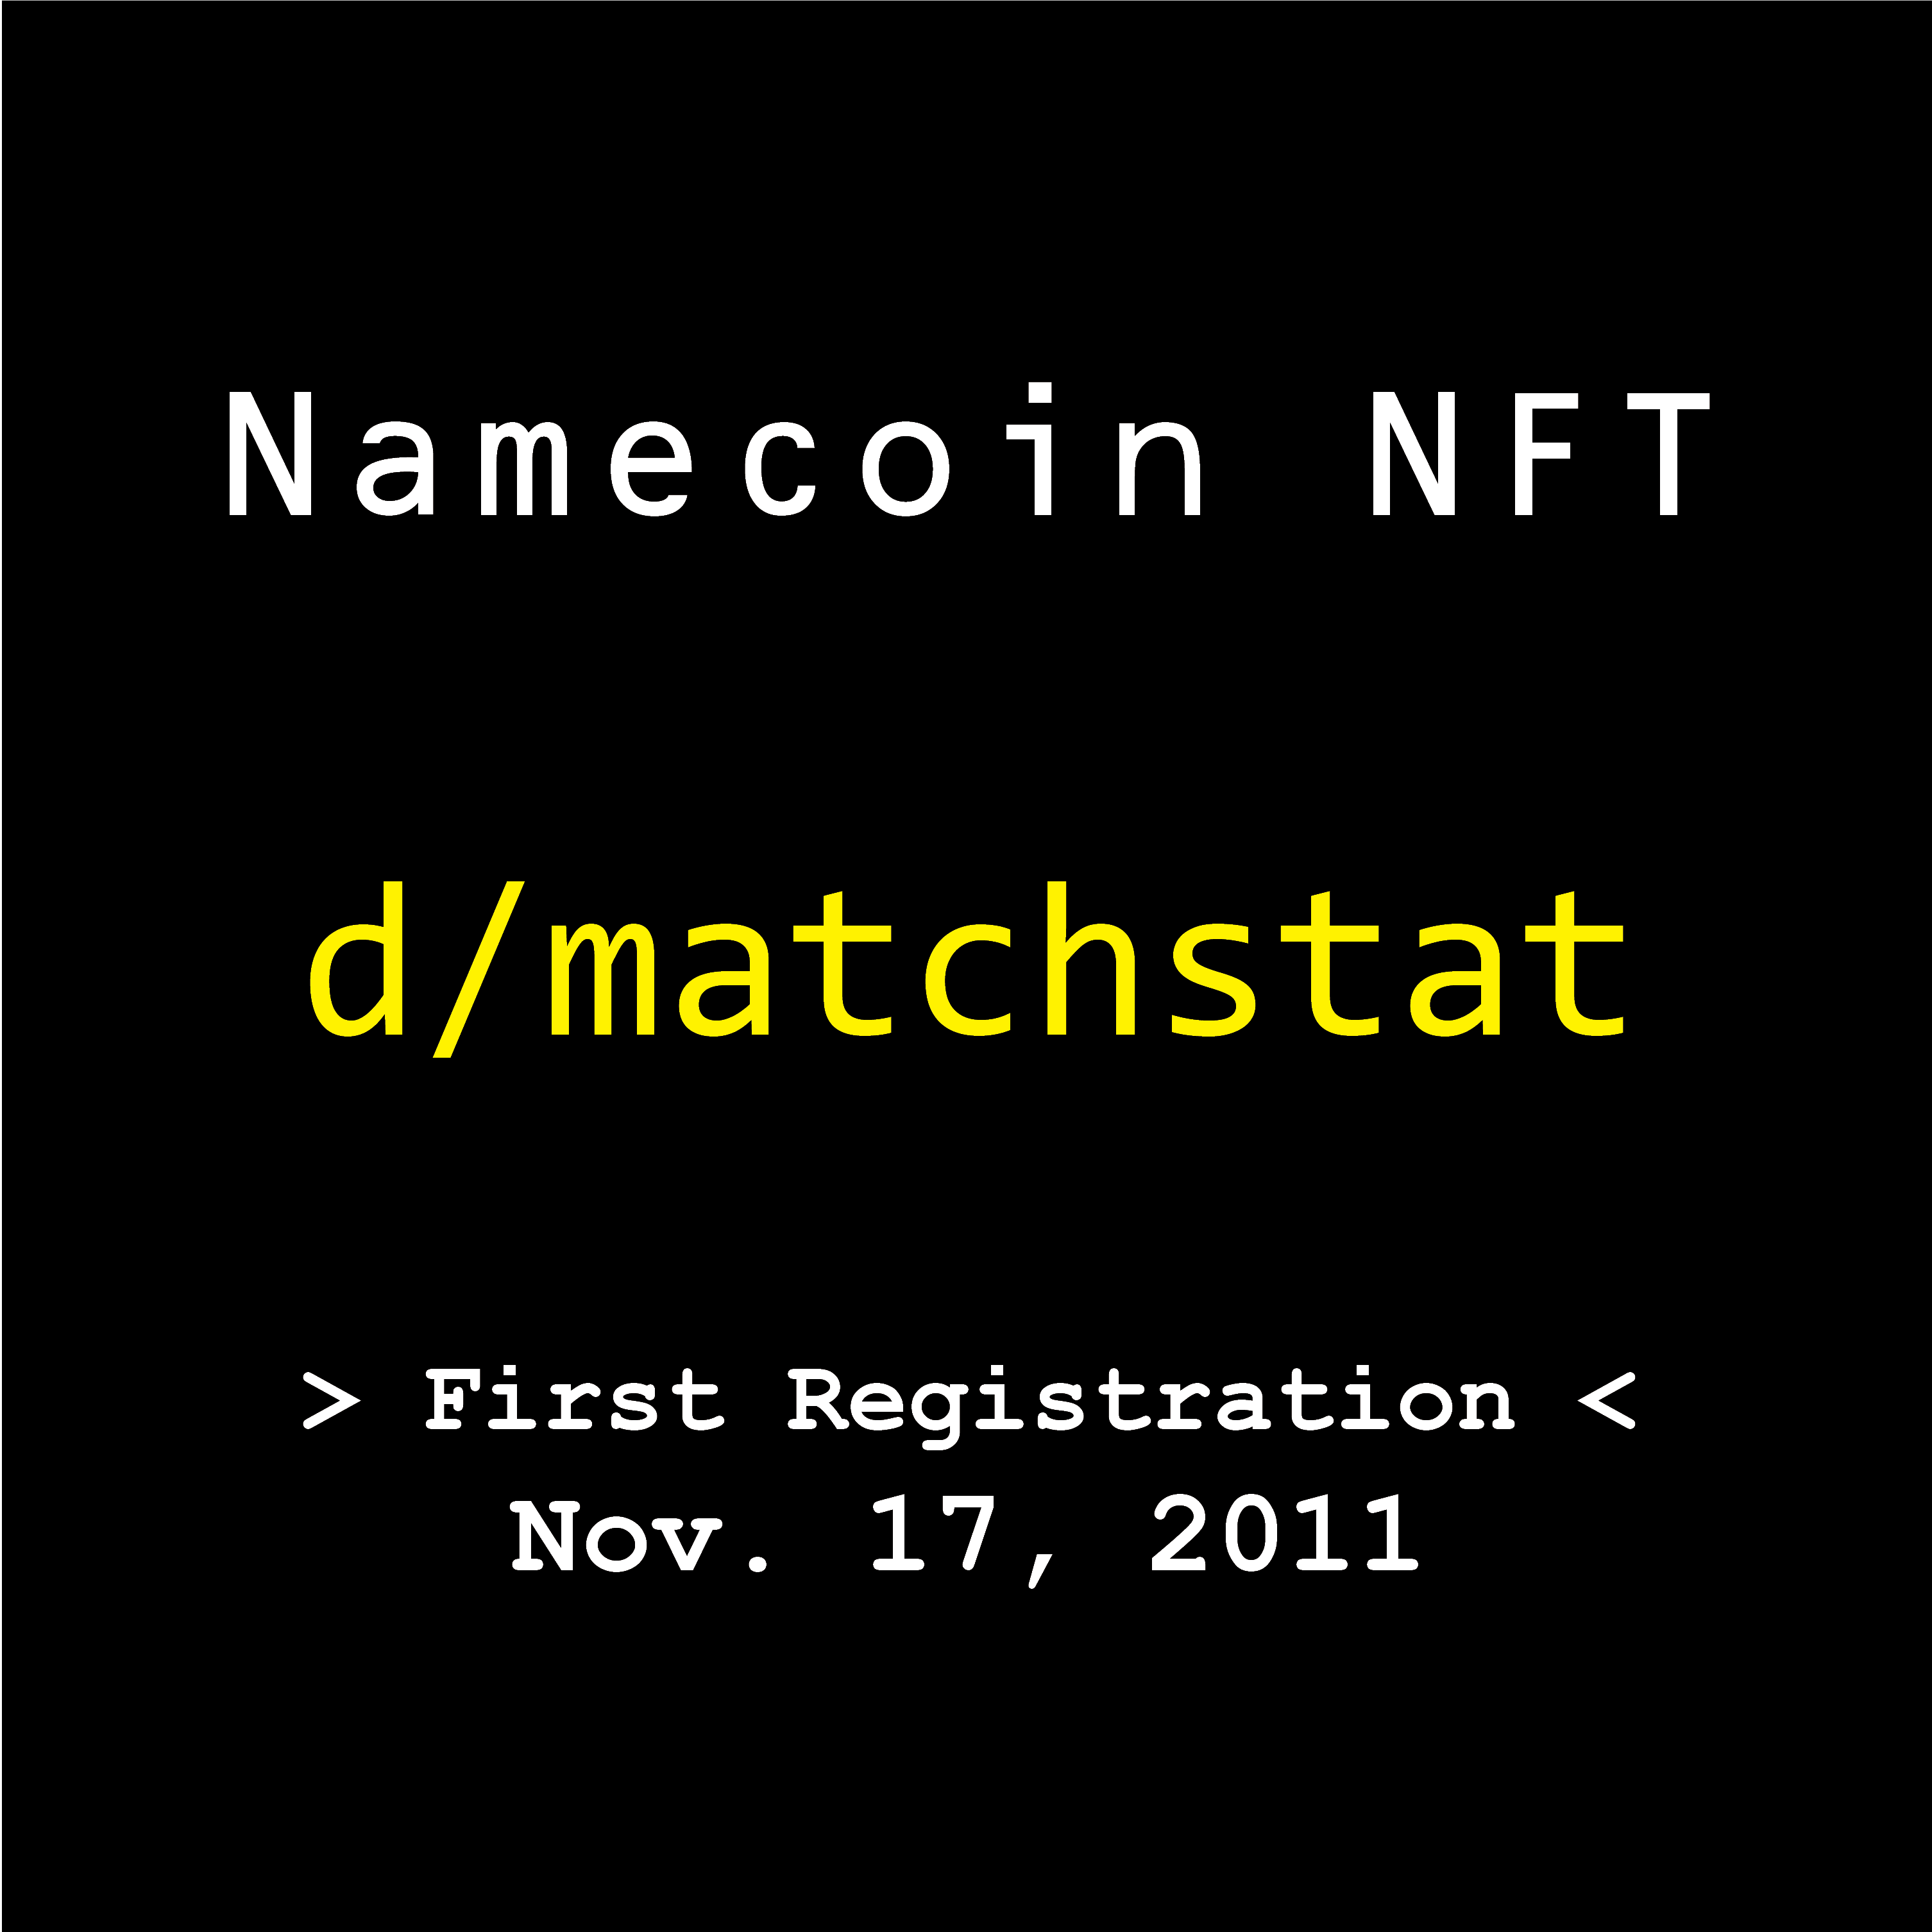 Namecoin NFT
d/matchstat
> First Registration <
Nov. 17, 2011